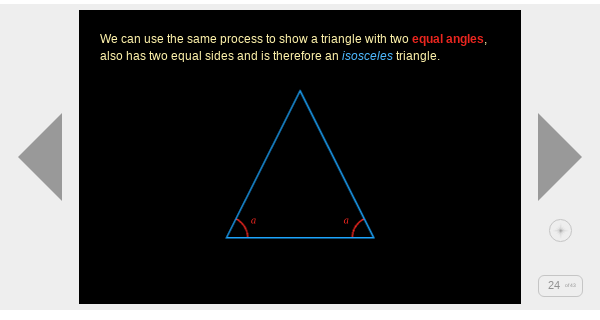 We can use the same process to show a triangle with two equal angles,
also has two equal sides and is therefore an isosceles triangle.
a
a
24